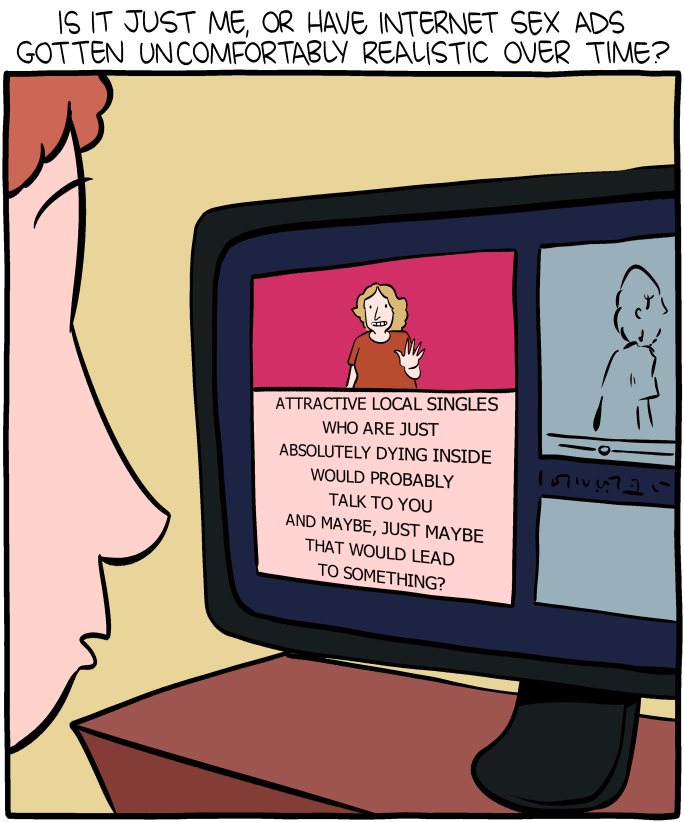 IS IT JUST ME, OR HAVE INTERNET SEX ADS
GOTTEN UNCOMFORTABLY REALISTIC OVER TIME?
ATTRACTIVE LOCAL SINGLES
WHO ARE JUST
ABSOLUTELY DYING INSIDE
WOULD PROBABLY
TALK TO YOU
AND MAYBE, JUST MAYBE
THAT WOULD LEAD
TO SOMETHING?